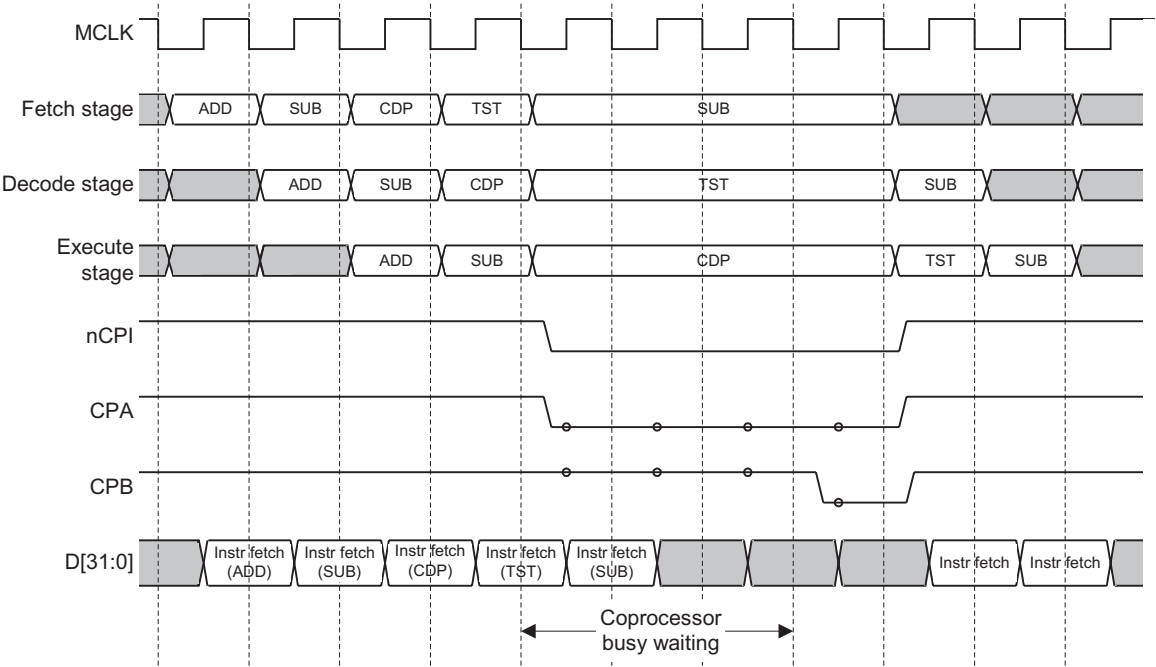 MCLK
Fetch stage
ADD
SUB
CDP
TST
SUB
Decode stage
ADD
SUB
CDP
TST
SUB
Execute
stage
ADD
SUB
CDP
TST
SUB
nCPI
CPA
CPB
D[31:0]
Instr fetch
(ADD)
Instr fetch
(SUB)
Instr fetch
(CDP)
Instr fetch
(TST)
Instr fetch
(SUB)
Instr fetch
Instr fetch
Coprocessor
busy waiting